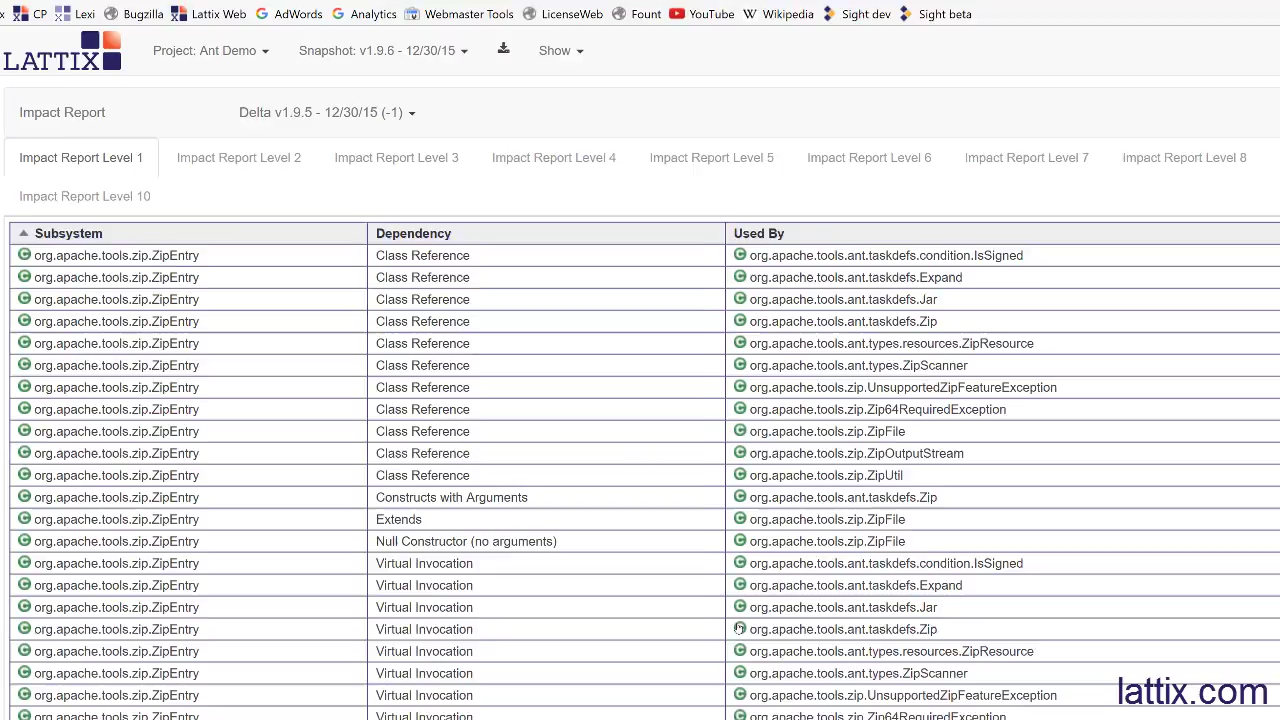 CP Lexi Bugzilla Lattix Web AdWords Analytics Webmaster Tools LicenseWeb Fount YouTube Wikipedia Sight dev Sight beta
LATTIX Project: Ant Demo Snapshot: v1.9.6 - 12/30/15 Show
Impact Report Delta v1.9.5 - 12/30/15 (-1)
Impact Report Level 1 Impact Report Level 2 Impact Report Level 3 Impact Report Level 4 Impact Report Level 5 Impact Report Level 6 Impact Report Level 7 Impact Report Level 8
Impact Report Level 10
Subsystem Dependency Used By
org.apache.tools.zip.ZipEntry Class Reference org.apache.tools.ant.taskdefs.condition.IsSigned
org.apache.tools.zip.ZipEntry Class Reference org.apache.tools.ant.taskdefs.Expand
org.apache.tools.zip.ZipEntry Class Reference org.apache.tools.ant.taskdefs.Jar
org.apache.tools.zip.ZipEntry Class Reference org.apache.tools.ant.taskdefs.Zip
org.apache.tools.zip.ZipEntry Class Reference org.apache.tools.ant.types.resources.ZipResource
org.apache.tools.zip.ZipEntry Class Reference org.apache.tools.ant.types.ZipScanner
org.apache.tools.zip.ZipEntry Class Reference org.apache.tools.zip.UnsupportedZipFeatureException
org.apache.tools.zip.ZipEntry Class Reference org.apache.tools.zip.Zip64RequiredException
org.apache.tools.zip.ZipEntry Class Reference org.apache.tools.zip.ZipFile
org.apache.tools.zip.ZipEntry Class Reference org.apache.tools.zip.ZipOutputStream
org.apache.tools.zip.ZipEntry Class Reference org.apache.tools.zip.ZipUtil
org.apache.tools.zip.ZipEntry Constructs with Arguments org.apache.tools.ant.taskdefs.Zip
org.apache.tools.zip.ZipEntry Extends org.apache.tools.zip.ZipFile
org.apache.tools.zip.ZipEntry Null Constructor (no arguments) org.apache.tools.zip.ZipFile
org.apache.tools.zip.ZipEntry Virtual Invocation org.apache.tools.ant.taskdefs.condition.IsSigned
org.apache.tools.zip.ZipEntry Virtual Invocation org.apache.tools.ant.taskdefs.Expand
org.apache.tools.zip.ZipEntry Virtual Invocation org.apache.tools.ant.taskdefs.Jar
org.apache.tools.zip.ZipEntry Virtual Invocation org.apache.tools.ant.taskdefs.Zip
org.apache.tools.zip.ZipEntry Virtual Invocation org.apache.tools.ant.types.resources.ZipResource
org.apache.tools.zip.ZipEntry Virtual Invocation org.apache.tools.ant.types.ZipScanner
org.apache.tools.zip.ZipEntry Virtual Invocation org.apache.tools.zip.UnsupportedZipFeatureException
org.apache.tools.zip.ZipEntry Virtual Invocation org.apache.tools.zip.Zip64RequiredException
lattix.com